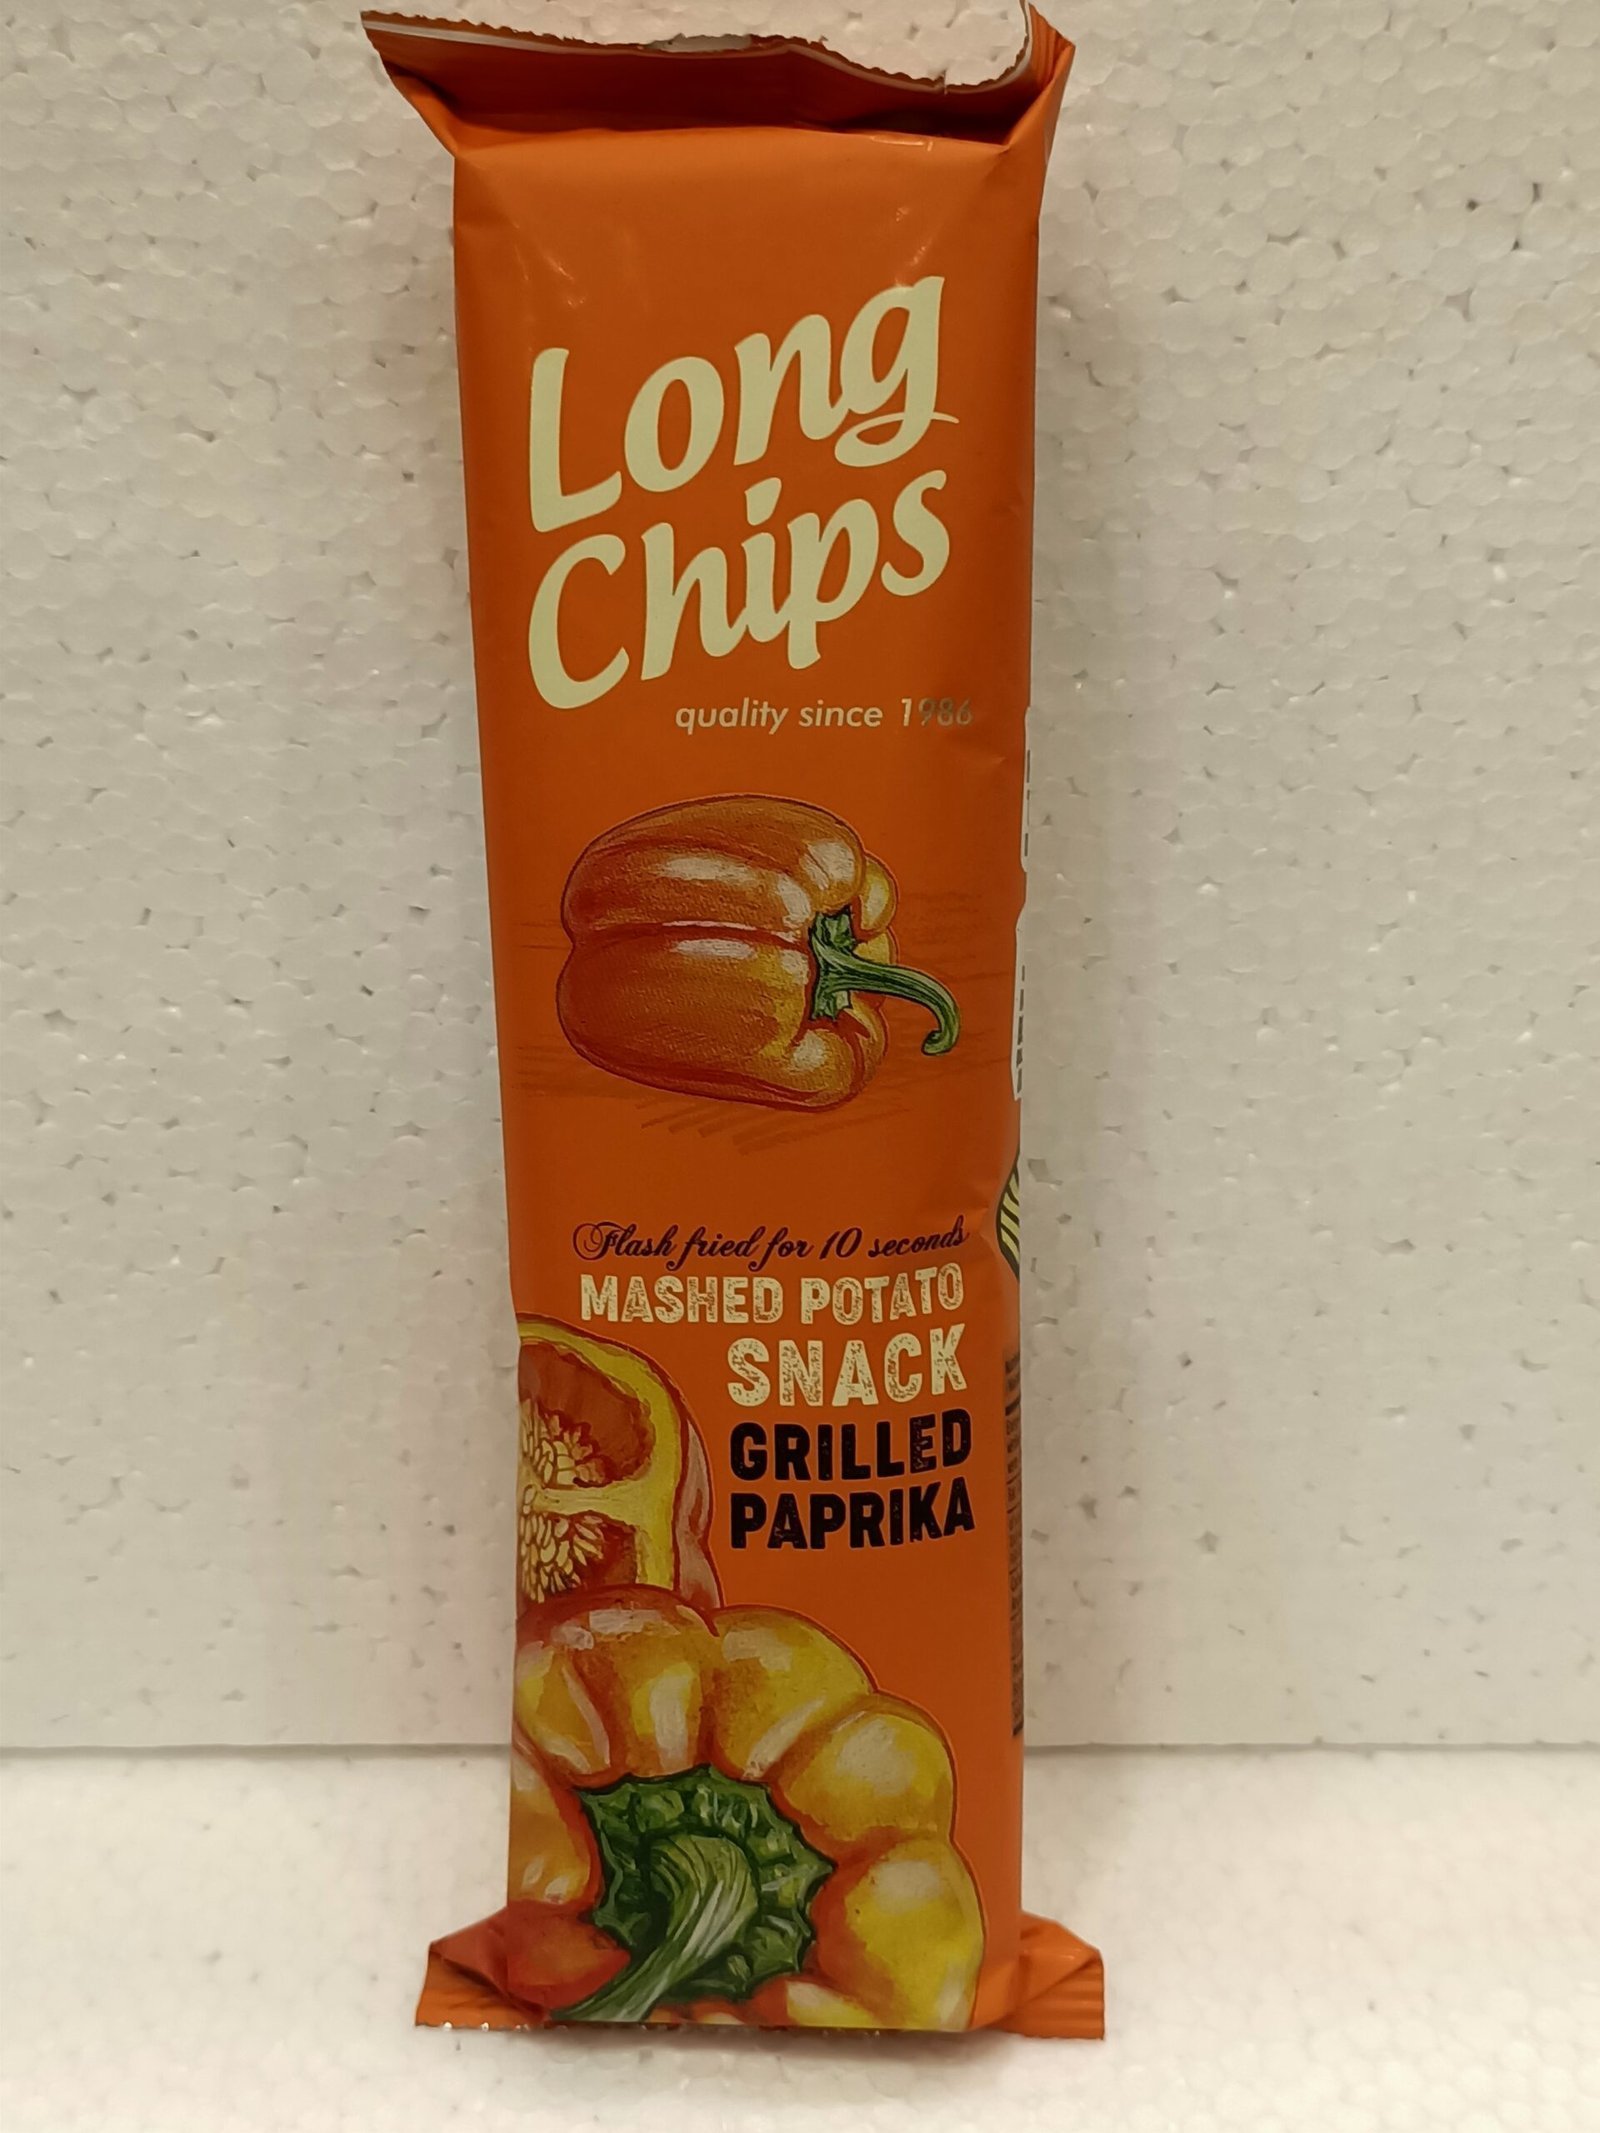 Long
Chips
quality since 1986
Flash fried for 10 seconds
MASHED POTATO
SNACK
GRILLED
PAPRIKA